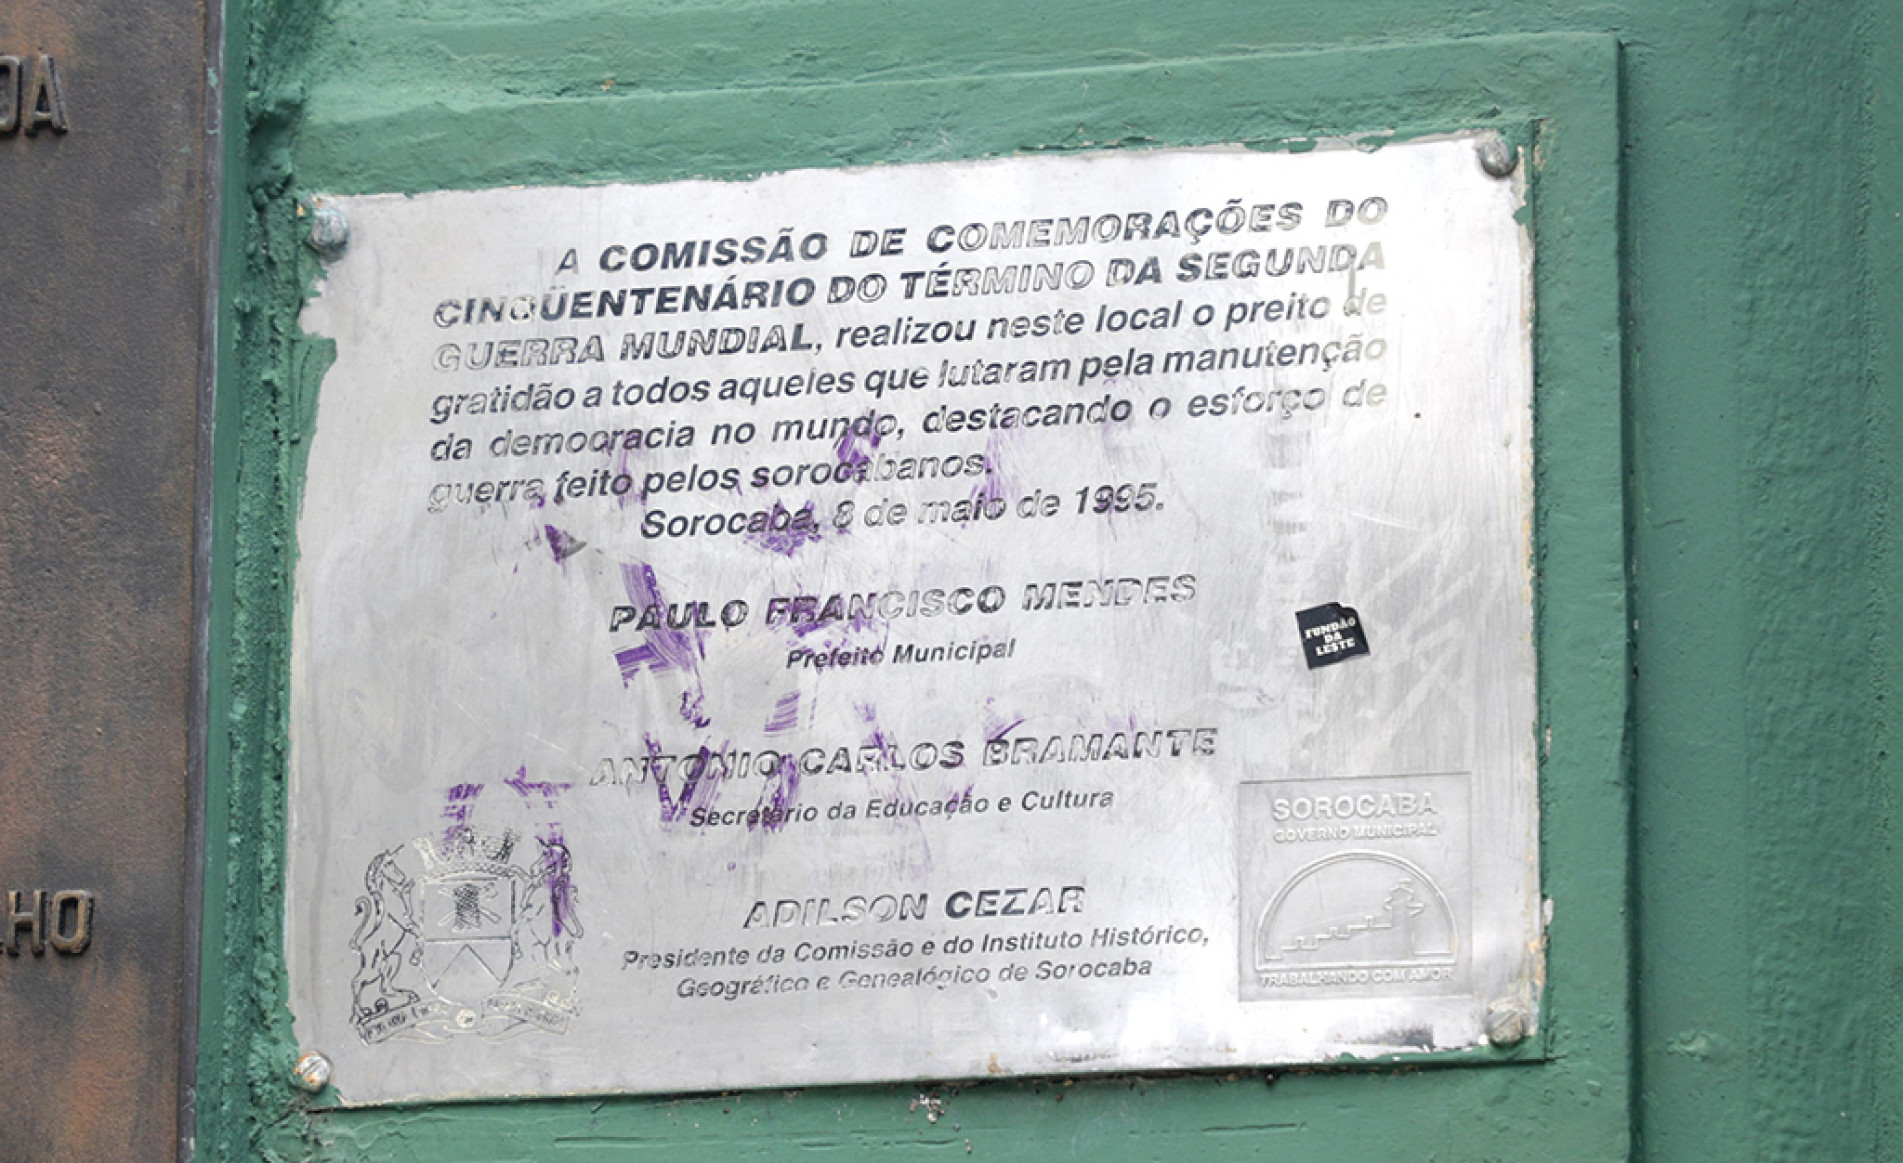 DA
LHO
A COMISSÃO DE COMEMORAÇÕES DO
CINQÜENTENÁRIO DO TÉRMINO DA SEGUNDA
GUERRA MUNDIAL, realizou neste local o preito de
gratidão a todos aqueles que lutaram pela manutenção
da democracia no mundo, destacando o esforço de
guerra feito pelos sorocabanos.
Sorocaba, 8 de maio de 1995.
PAULO FRANCISCO MENDES
Prefeito Municipal
FUNDÃO
DA
LESTE
ANTONIO CARLOS BRAMANTE
Secretário da Educação e Cultura
ADILSON CEZAR
Presidente da Comissão e do Instituto Histórico,
Geográfico e Genealógico de Sorocaba
SOROCABA
GOVERNO MUNICIPAL
TRABALHANDO COM AMOR